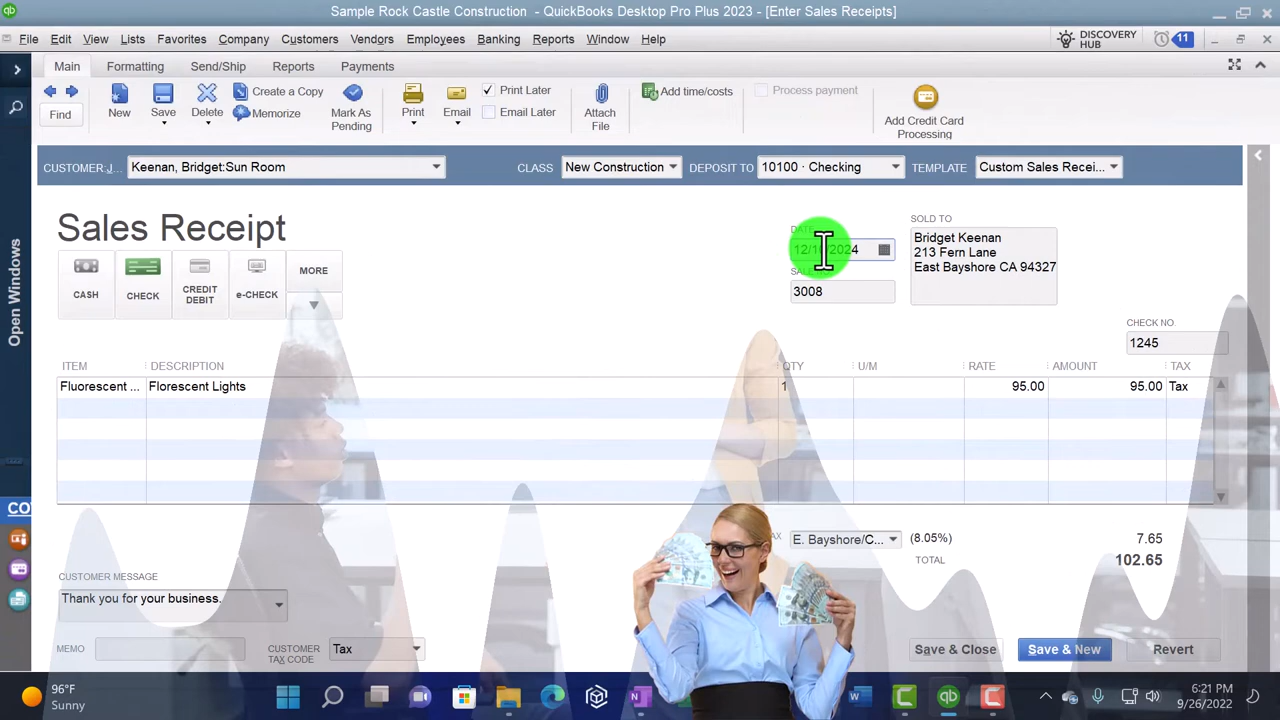 Sample Rock Castle Construction - QuickBooks Desktop Pro Plus 2023 - [Enter Sales Receipts]
File Edit View Lists Favorites Company Customers Vendors Employees Banking Reports Window Help
DISCOVERY HUB 11
Main Formatting Send/Ship Reports Payments
Find New Save Delete Create a Copy Memorize Mark As Pending Print Email Print Later Email Later Attach File Add time/costs Process payment Add Credit Card Processing
CUSTOMER:J... Keenan, Bridget:Sun Room CLASS New Construction DEPOSIT TO 10100 · Checking TEMPLATE Custom Sales Recei...
Open Windows
Sales Receipt
CASH CHECK CREDIT DEBIT e-CHECK MORE
SOLD TO
Bridget Keenan
213 Fern Lane
East Bayshore CA 94327
3008
CHECK NO.
1245
ITEM DESCRIPTION QTY U/M RATE AMOUNT TAX
Fluorescent ... Florescent Lights 1 95.00 95.00 Tax
E. Bayshore/C... (8.05%) 7.65
TOTAL 102.65
CUSTOMER MESSAGE
Thank you for your business.
MEMO CUSTOMER TAX CODE Tax
Save & Close Save & New Revert
96°F
Sunny
6:21 PM
9/26/2022